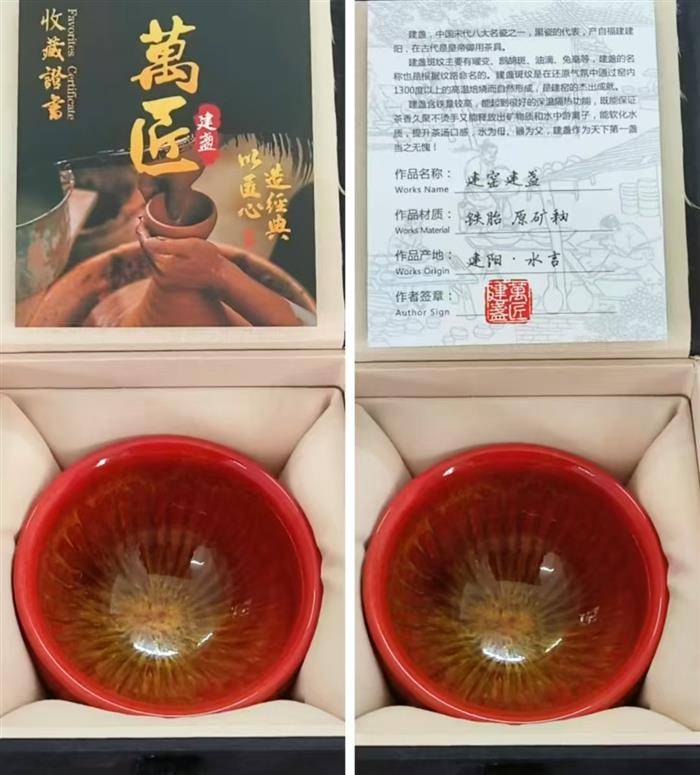 收藏證書
Favorites Certificate
萬匠
建盏
以匠心
造經典
建盏，中国宋代八大名瓷之一，黑瓷的代表，产自福建建
阳，在古代是皇帝御用茶具。
建盏斑纹主要有曜变、鹧鸪斑、油滴、兔毫等，建盏的名
称也是根据纹路命名的。建盏斑纹是在还原气氛中通过窑内
1300度以上的高温焙烧而自然形成，是建窑的杰出成就。
建盏含铁量较高，能起到很好的保温隔热功能，既能保证
茶香久聚不烫手又能释放出矿物质和水中游离子，能软化水
质，提升茶汤口感，水为母，器为父，建盏作为天下第一盏
当之无愧！
作品名称： 建窑建盏
Works Name
作品材质： 铁胎 原矿釉
Works Material
作品产地： 建阳·水吉
Works Origin
作者签章：
Author Sign
萬匠
建盏